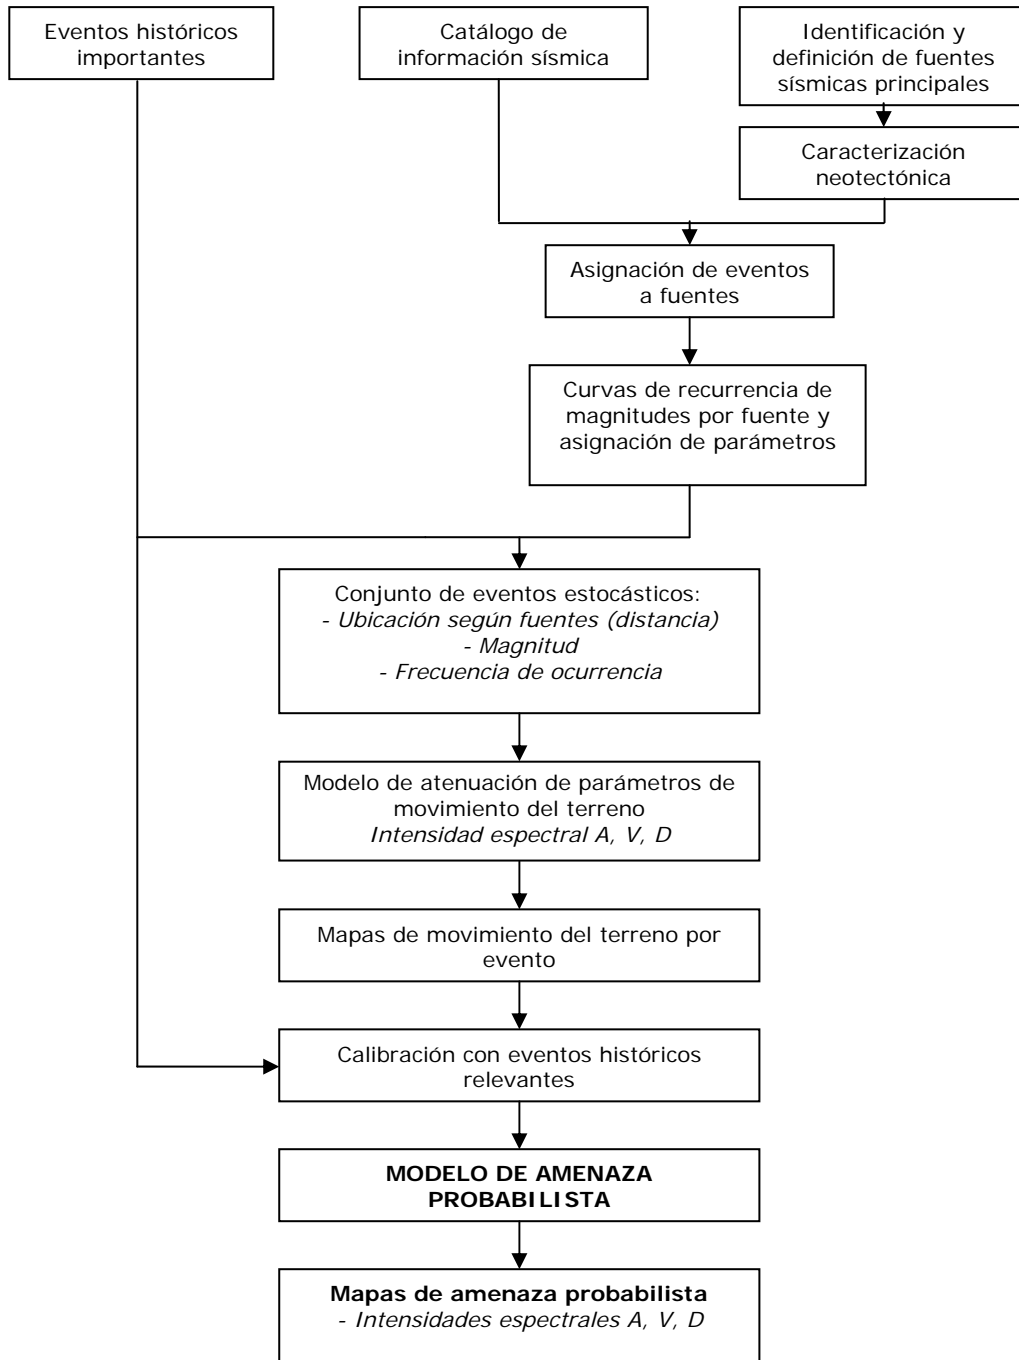 Eventos históricos
importantes
Catálogo de
información sísmica
Identificación y
definición de fuentes
sísmicas principales
Caracterización
neotectónica
Asignación de eventos
a fuentes
Curvas de recurrencia de
magnitudes por fuente y
asignación de parámetros
Conjunto de eventos estocásticos:
- Ubicación según fuentes (distancia)
- Magnitud
- Frecuencia de ocurrencia
Modelo de atenuación de parámetros de
movimiento del terreno
Intensidad espectral A, V, D
Mapas de movimiento del terreno por
evento
Calibración con eventos históricos
relevantes
MODELO DE AMENAZA
PROBABILISTA
Mapas de amenaza probabilista
- Intensidades espectrales A, V, D